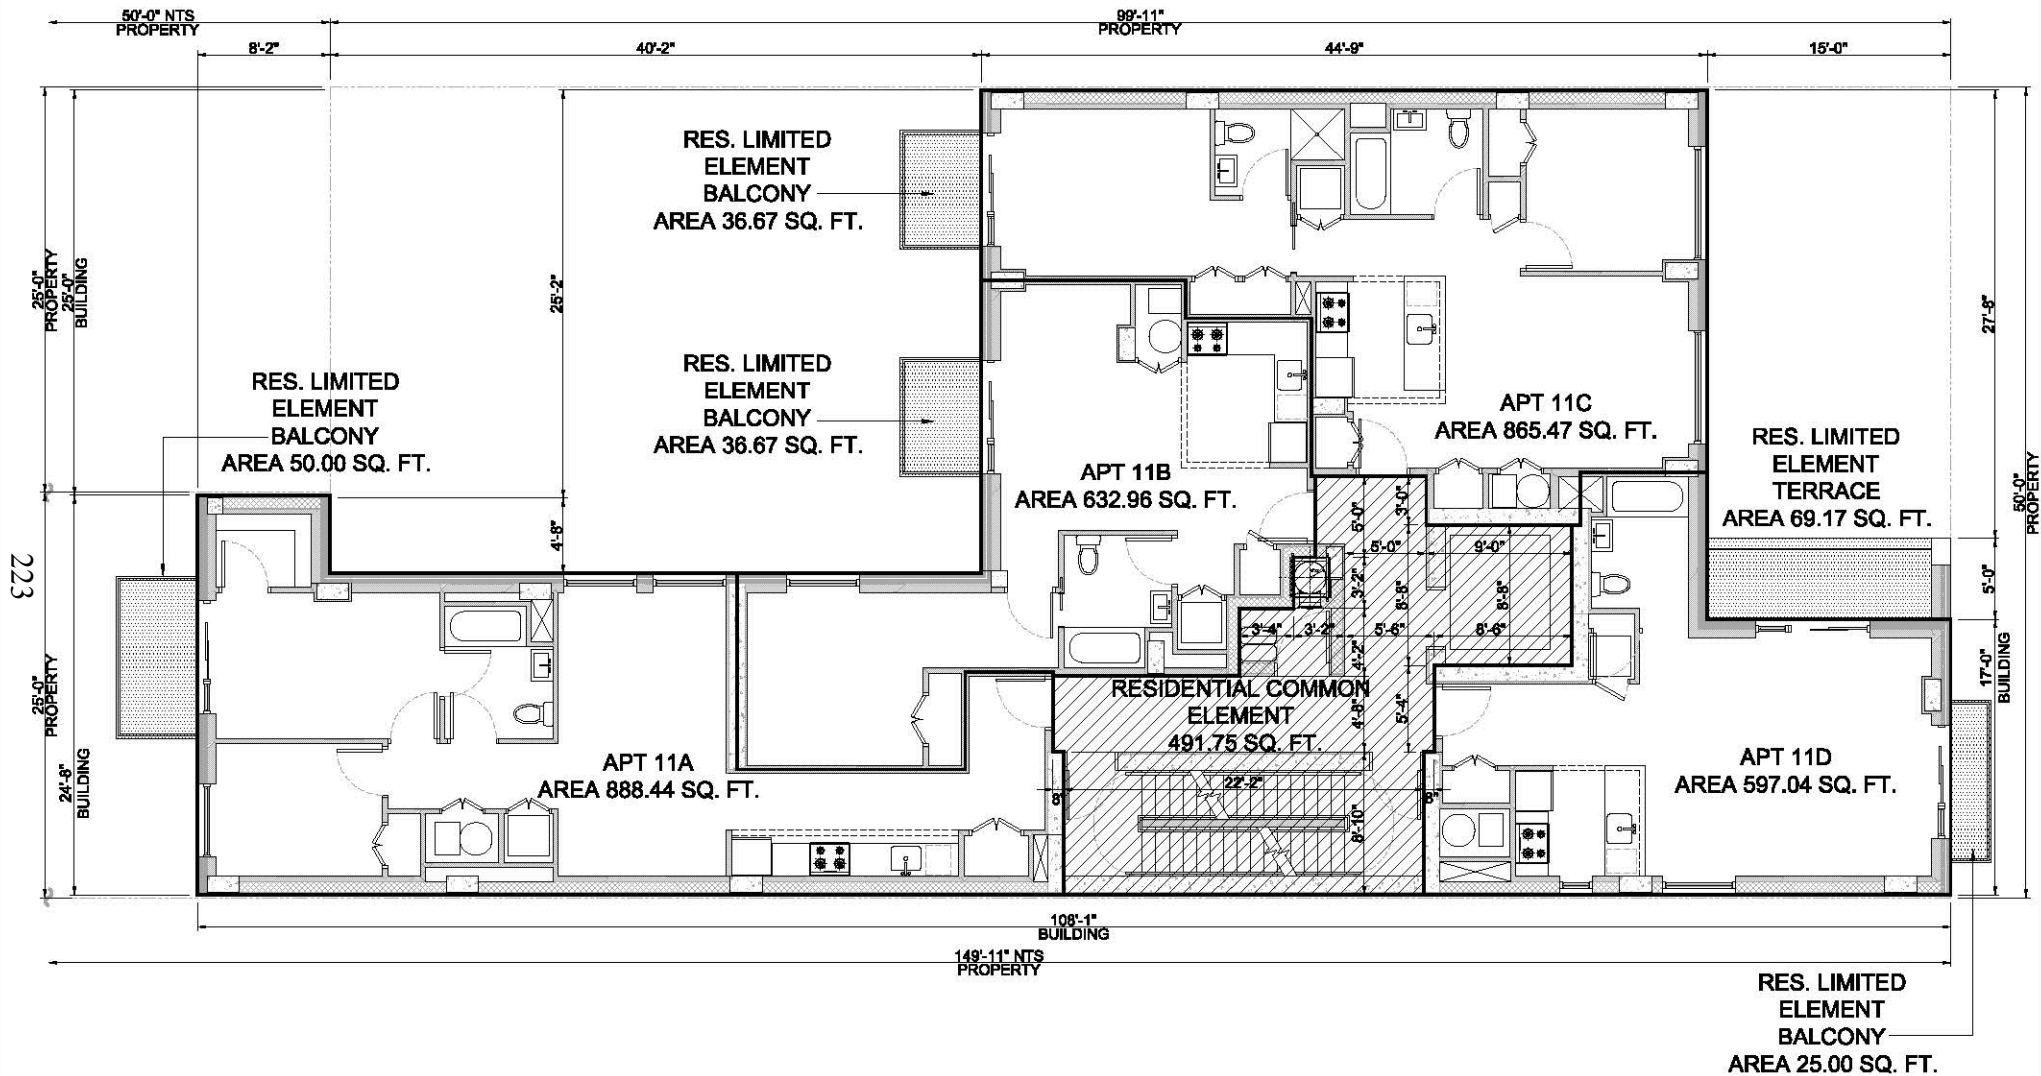 50'-0" NTS
PROPERTY
99'-11"
PROPERTY
8'-2"
40'-2"
44'-9"
15'-0"
RES. LIMITED
ELEMENT
BALCONY
AREA 36.67 SQ. FT.
25'-0"
PROPERTY
25'-0"
BUILDING
25'-2"
27'-8"
RES. LIMITED
ELEMENT
BALCONY
AREA 36.67 SQ. FT.
RES. LIMITED
ELEMENT
BALCONY
AREA 50.00 SQ. FT.
APT 11C
AREA 865.47 SQ. FT.
RES. LIMITED
ELEMENT
TERRACE
AREA 69.17 SQ. FT.
APT 11B
AREA 632.96 SQ. FT.
50'-0"
PROPERTY
4'-8"
5'-0"
3'-0"
5'-0"
9'-0"
223
3'-2"
8'-8"
8'-8"
5'-0"
3'-4"
3'-2"
5'-6"
8'-6"
4'-2"
25'-0"
PROPERTY
17'-0"
BUILDING
RESIDENTIAL COMMON
ELEMENT
491.75 SQ. FT.
4'-8"
5'-4"
APT 11A
AREA 888.44 SQ. FT.
APT 11D
AREA 597.04 SQ. FT.
24'-8"
BUILDING
8"
22'-2"
8"
8'-10"
108'-1"
BUILDING
149'-11" NTS
PROPERTY
RES. LIMITED
ELEMENT
BALCONY
AREA 25.00 SQ. FT.